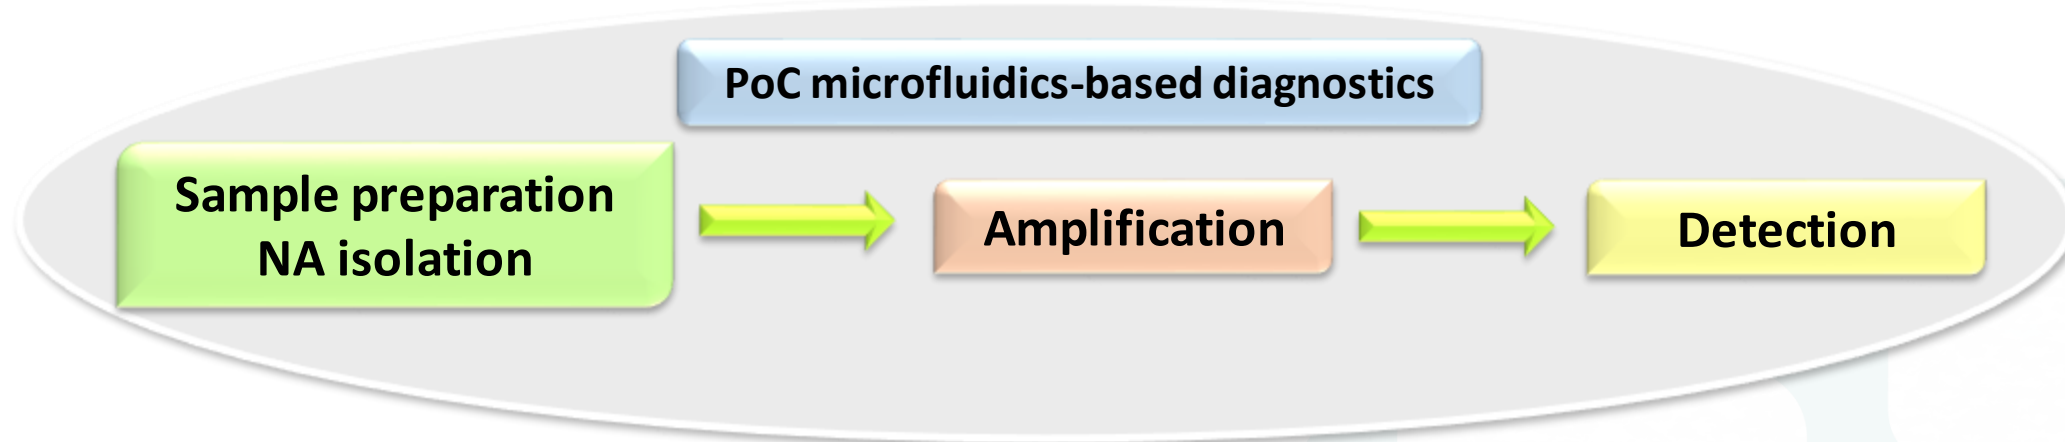 PoC microfluidics-based diagnostics
Sample preparation
NA isolation
Amplification
Detection